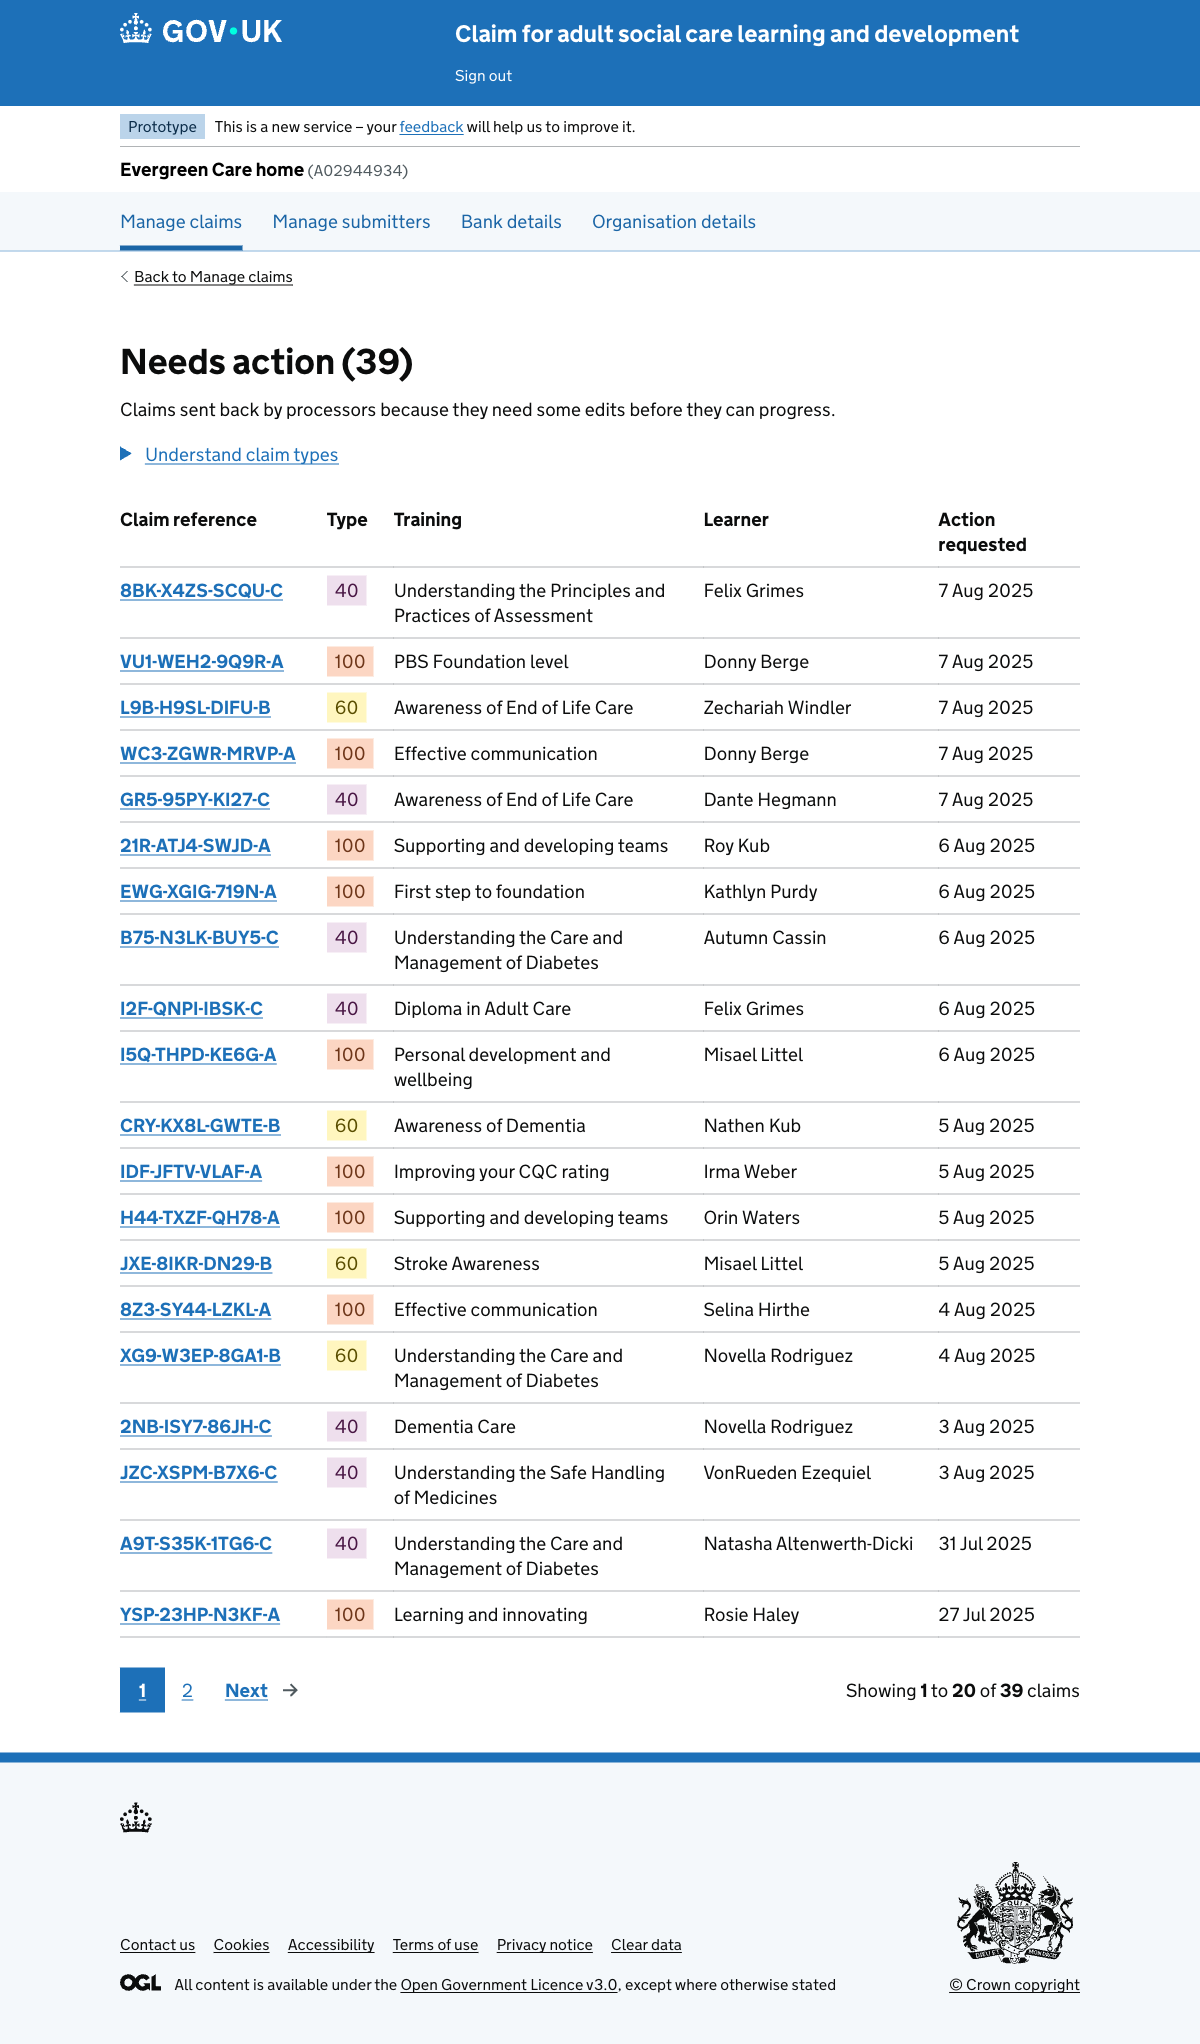 GOV·UK
Claim for adult social care learning and development
Sign out
Prototype This is a new service – your feedback will help us to improve it.
Evergreen Care home (A02944934)
Manage claims Manage submitters Bank details Organisation details
Back to Manage claims
Needs action (39)
Claims sent back by processors because they need some edits before they can progress.
Understand claim types
Claim reference Type Training Learner Action requested
8BK-X4ZS-SCQU-C 40 Understanding the Principles and Practices of Assessment Felix Grimes 7 Aug 2025
VU1-WEH2-9Q9R-A 100 PBS Foundation level Donny Berge 7 Aug 2025
L9B-H9SL-DIFU-B 60 Awareness of End of Life Care Zechariah Windler 7 Aug 2025
WC3-ZGWR-MRVP-A 100 Effective communication Donny Berge 7 Aug 2025
GR5-95PY-KI27-C 40 Awareness of End of Life Care Dante Hegmann 7 Aug 2025
21R-ATJ4-SWJD-A 100 Supporting and developing teams Roy Kub 6 Aug 2025
EWG-XGIG-719N-A 100 First step to foundation Kathlyn Purdy 6 Aug 2025
B75-N3LK-BUY5-C 40 Understanding the Care and Management of Diabetes Autumn Cassin 6 Aug 2025
I2F-QNPI-IBSK-C 40 Diploma in Adult Care Felix Grimes 6 Aug 2025
I5Q-THPD-KE6G-A 100 Personal development and wellbeing Misael Littel 6 Aug 2025
CRY-KX8L-GWTE-B 60 Awareness of Dementia Nathen Kub 5 Aug 2025
IDF-JFTV-VLAF-A 100 Improving your CQC rating Irma Weber 5 Aug 2025
H44-TXZF-QH78-A 100 Supporting and developing teams Orin Waters 5 Aug 2025
JXE-8IKR-DN29-B 60 Stroke Awareness Misael Littel 5 Aug 2025
8Z3-SY44-LZKL-A 100 Effective communication Selina Hirthe 4 Aug 2025
XG9-W3EP-8GA1-B 60 Understanding the Care and Management of Diabetes Novella Rodriguez 4 Aug 2025
2NB-ISY7-86JH-C 40 Dementia Care Novella Rodriguez 3 Aug 2025
JZC-XSPM-B7X6-C 40 Understanding the Safe Handling of Medicines VonRueden Ezequiel 3 Aug 2025
A9T-S35K-1TG6-C 40 Understanding the Care and Management of Diabetes Natasha Altenwerth-Dicki 31 Jul 2025
YSP-23HP-N3KF-A 100 Learning and innovating Rosie Haley 27 Jul 2025
1 2 Next Showing 1 to 20 of 39 claims
Contact us Cookies Accessibility Terms of use Privacy notice Clear data
OGL All content is available under the Open Government Licence v3.0, except where otherwise stated
© Crown copyright